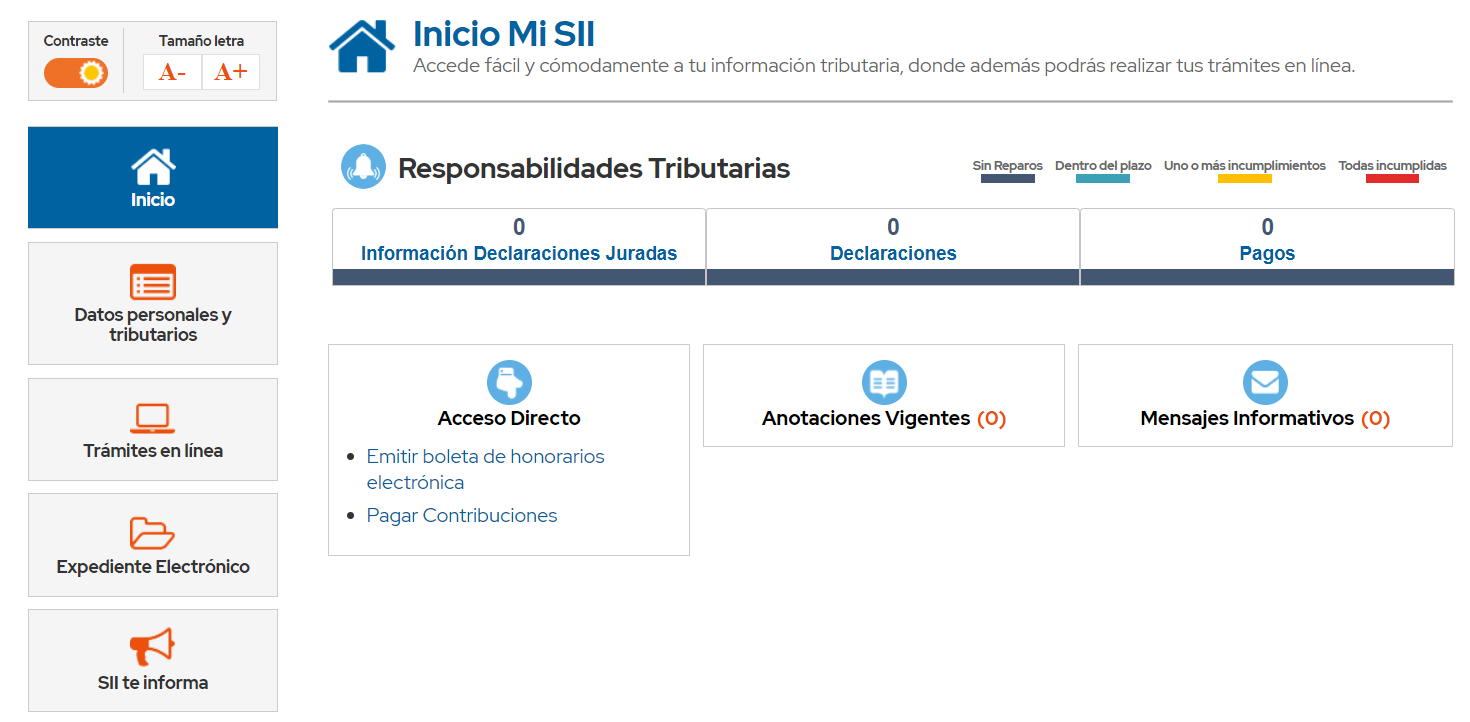 Contraste
Tamaño letra
A-
A+
Inicio
Datos personales y
tributarios
Trámites en línea
Expediente Electrónico
SII te informa
Inicio Mi SII
Accede fácil y cómodamente a tu información tributaria, donde además podrás realizar tus trámites en línea.
Responsabilidades Tributarias
Sin Reparos
Dentro del plazo
Uno o más incumplimientos
Todas incumplidas
0
Información Declaraciones Juradas
0
Declaraciones
0
Pagos
Acceso Directo
Emitir boleta de honorarios
electrónica
Pagar Contribuciones
Anotaciones Vigentes (0)
Mensajes Informativos (0)